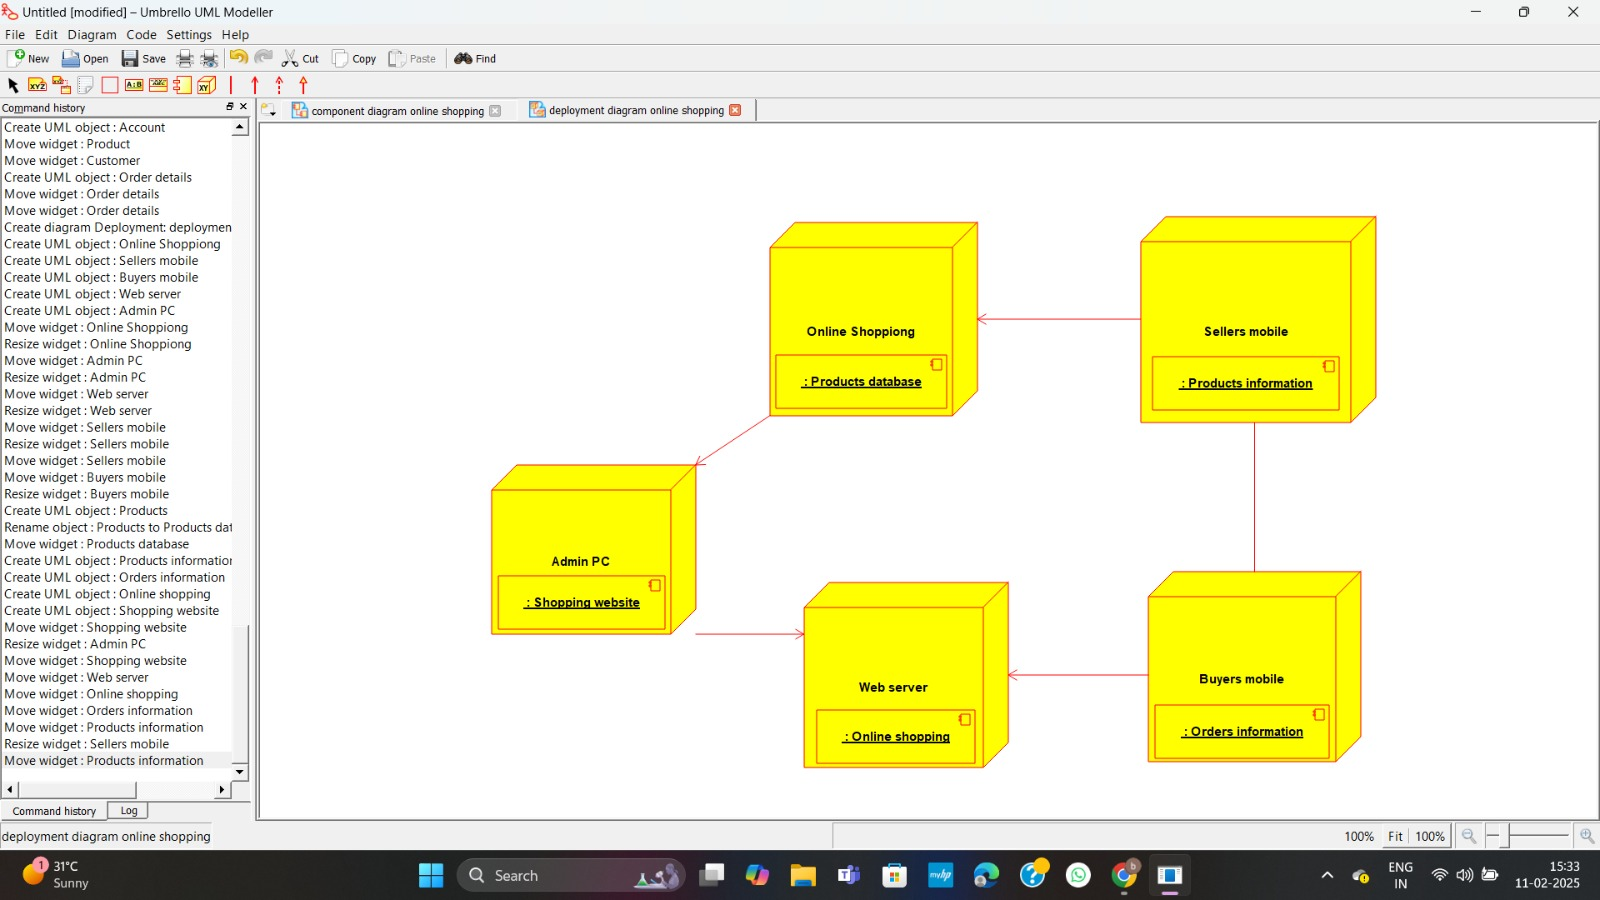 Untitled [modified] – Umbrello UML Modeller
File Edit Diagram Code Settings Help
New Open Save Cut Copy Paste Find
XYZ A:B XY
Command history
component diagram online shopping
deployment diagram online shopping
Create UML object : Account
Move widget : Product
Move widget : Customer
Create UML object : Order details
Move widget : Order details
Move widget : Order details
Create diagram Deployment: deploymen
Create UML object : Online Shoppiong
Create UML object : Sellers mobile
Create UML object : Buyers mobile
Create UML object : Web server
Create UML object : Admin PC
Move widget : Online Shoppiong
Resize widget : Online Shoppiong
Move widget : Admin PC
Resize widget : Admin PC
Move widget : Web server
Resize widget : Web server
Move widget : Sellers mobile
Resize widget : Sellers mobile
Move widget : Sellers mobile
Move widget : Buyers mobile
Resize widget : Buyers mobile
Create UML object : Products
Rename object : Products to Products dat
Move widget : Products database
Create UML object : Products information
Create UML object : Orders information
Create UML object : Online shopping
Create UML object : Shopping website
Move widget : Shopping website
Resize widget : Admin PC
Move widget : Shopping website
Move widget : Web server
Move widget : Online shopping
Move widget : Orders information
Move widget : Products information
Resize widget : Sellers mobile
Move widget : Products information
Command history
Log
Online Shoppiong
: Products database
Sellers mobile
: Products information
Admin PC
: Shopping website
Web server
: Online shopping
Buyers mobile
: Orders information
deployment diagram online shopping
100% Fit 100%
1
31°C
Sunny
Search
myhp
b
ENG
IN
15:33
11-02-2025